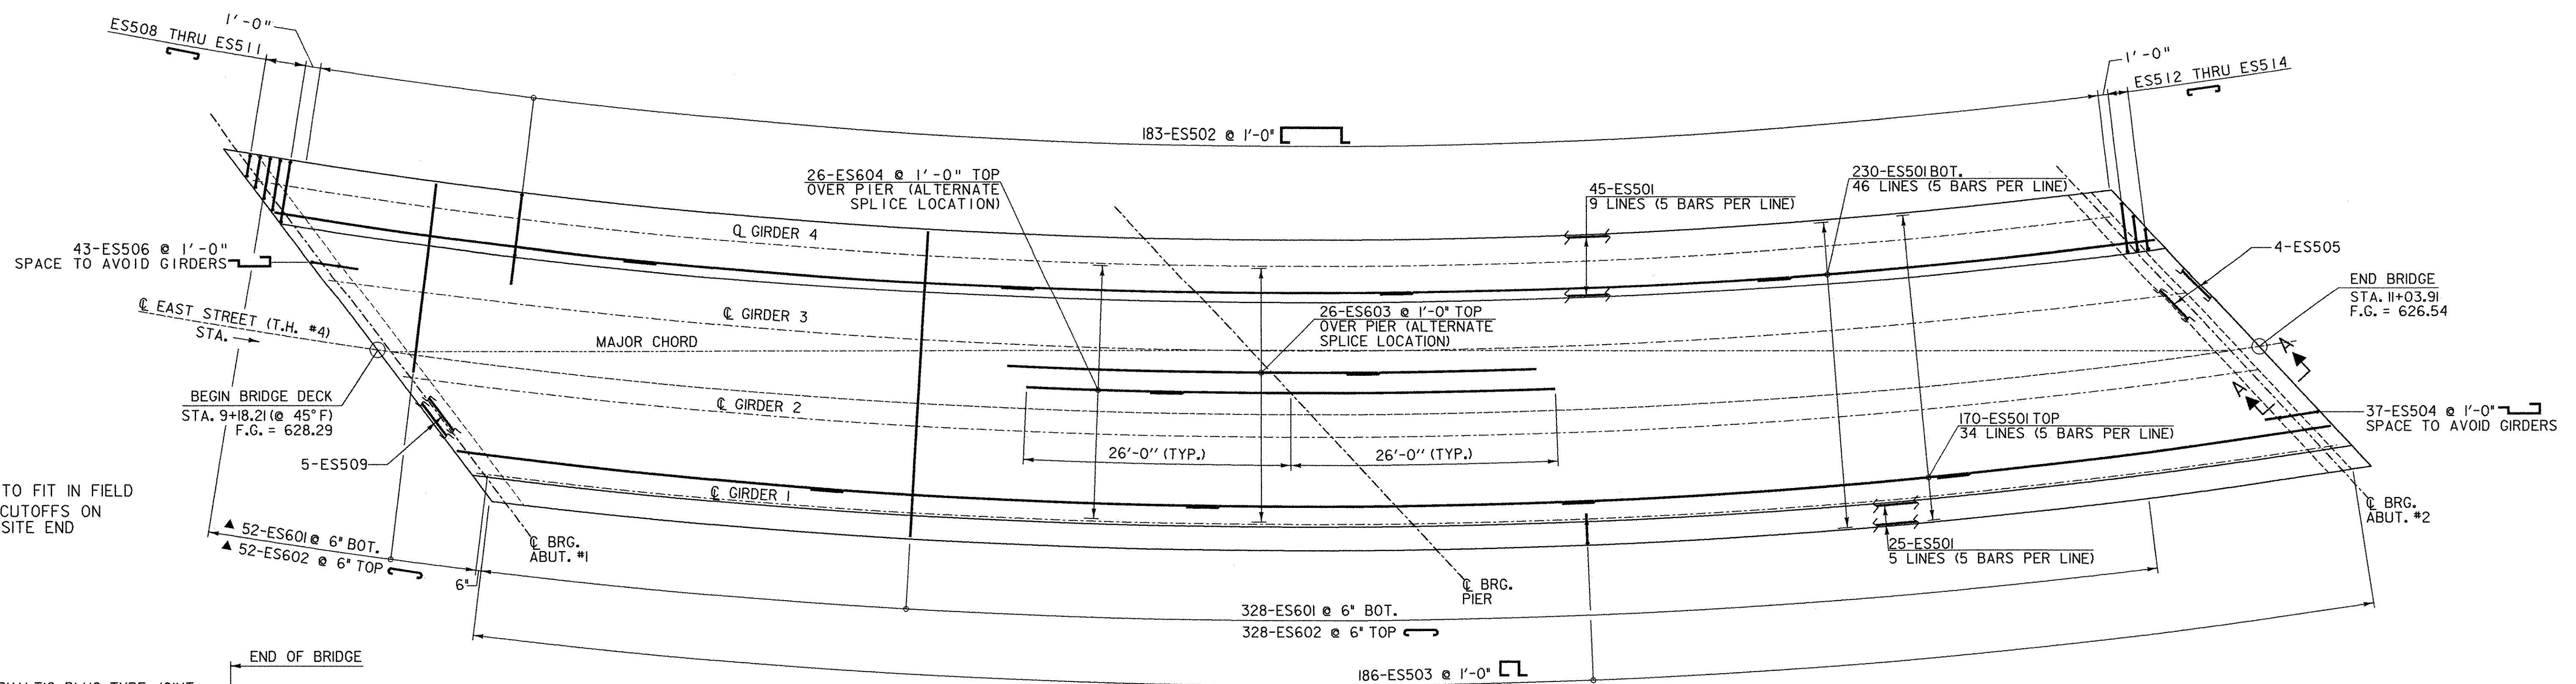 1'-0"
ES508 THRU ES511
1'-0"
ES512 THRU ES514
183-ES502 @ 1'-0"
26-ES604 @ 1'-0" TOP
OVER PIER (ALTERNATE
SPLICE LOCATION)
45-ES501
9 LINES (5 BARS PER LINE)
230-ES501 BOT.
46 LINES (5 BARS PER LINE)
℄ GIRDER 4
43-ES506 @ 1'-0"
SPACE TO AVOID GIRDERS
4-ES505
END BRIDGE
STA. 11+03.91
F.G. = 626.54
℄ EAST STREET (T.H. #4)
STA.
℄ GIRDER 3
26-ES603 @ 1'-0" TOP
OVER PIER (ALTERNATE
SPLICE LOCATION)
MAJOR CHORD
A
A
BEGIN BRIDGE DECK
STA. 9+18.21 (@ 45°F)
F.G. = 628.29
℄ GIRDER 2
37-ES504 @ 1'-0"
SPACE TO AVOID GIRDERS
170-ES501 TOP
34 LINES (5 BARS PER LINE)
5-ES509
26'-0" (TYP.)
26'-0" (TYP.)
TO FIT IN FIELD
CUTOFFS ON
SITE END
℄ GIRDER 1
℄ BRG.
ABUT. #2
▲ 52-ES601 @ 6" BOT.
▲ 52-ES602 @ 6" TOP
6"
℄ BRG.
ABUT. #1
25-ES501
5 LINES (5 BARS PER LINE)
℄ BRG.
PIER
328-ES601 @ 6" BOT.
328-ES602 @ 6" TOP
END OF BRIDGE
186-ES503 @ 1'-0"